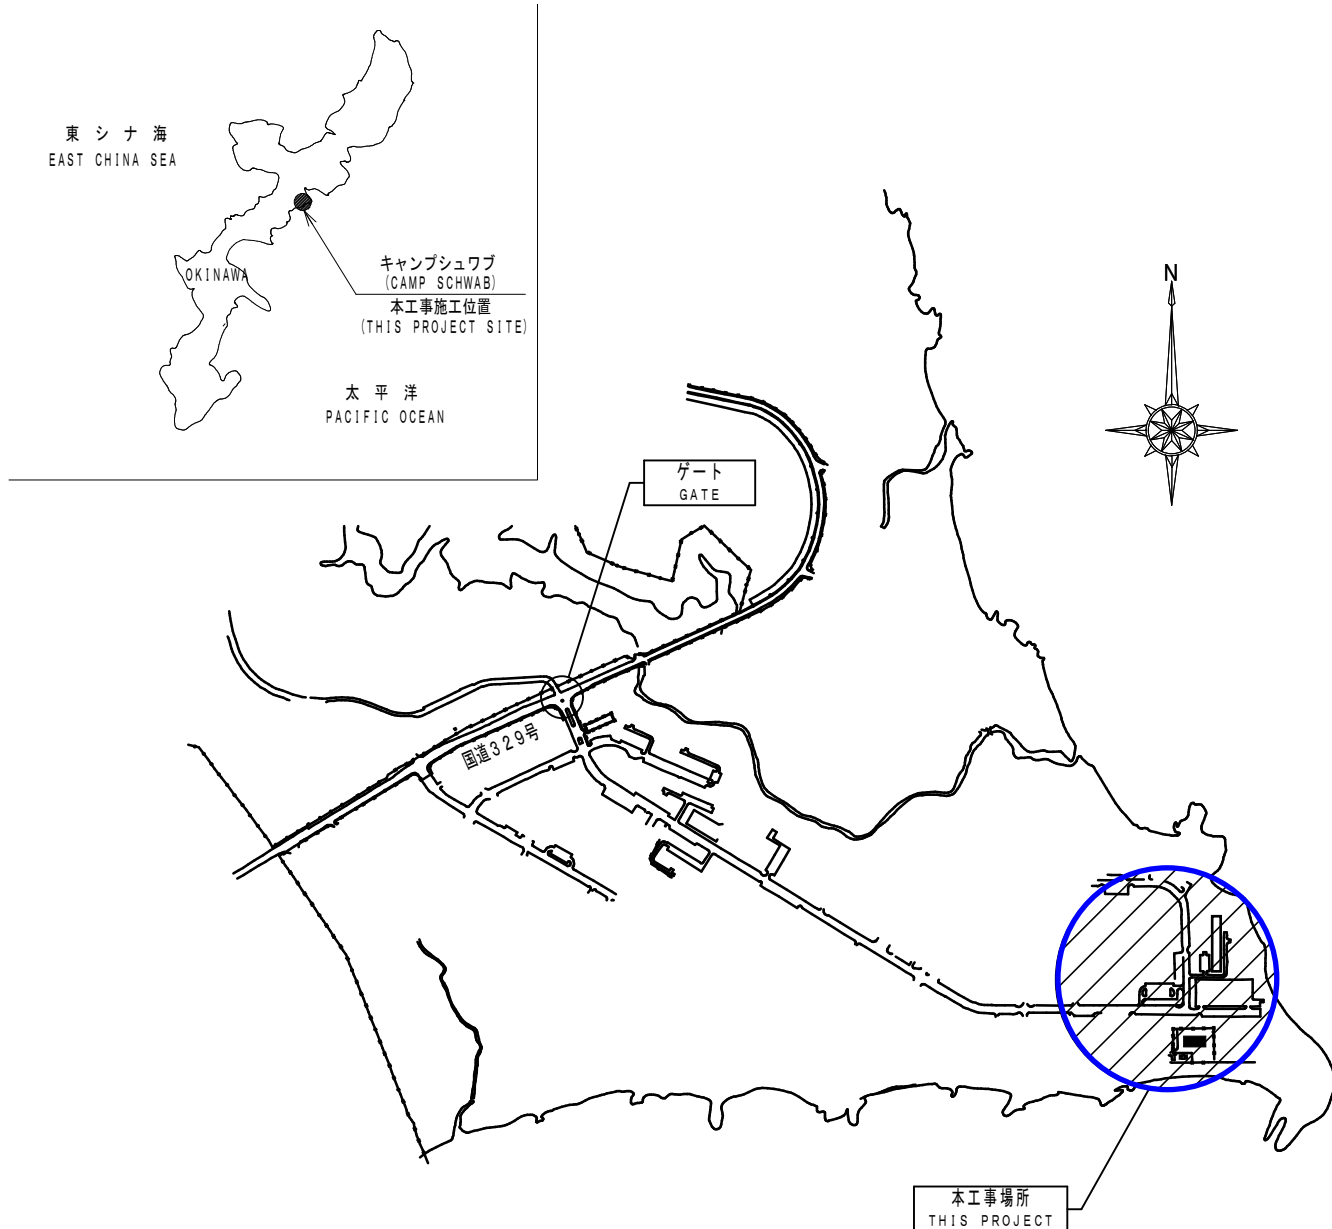 東シナ海
EAST CHINA SEA
OKINAWA
キャンプシュワブ
(CAMP SCHWAB)
本工事施工位置
(THIS PROJECT SITE)
太平洋
PACIFIC OCEAN
N
ゲート
GATE
国道329号
本工事場所
THIS PROJECT